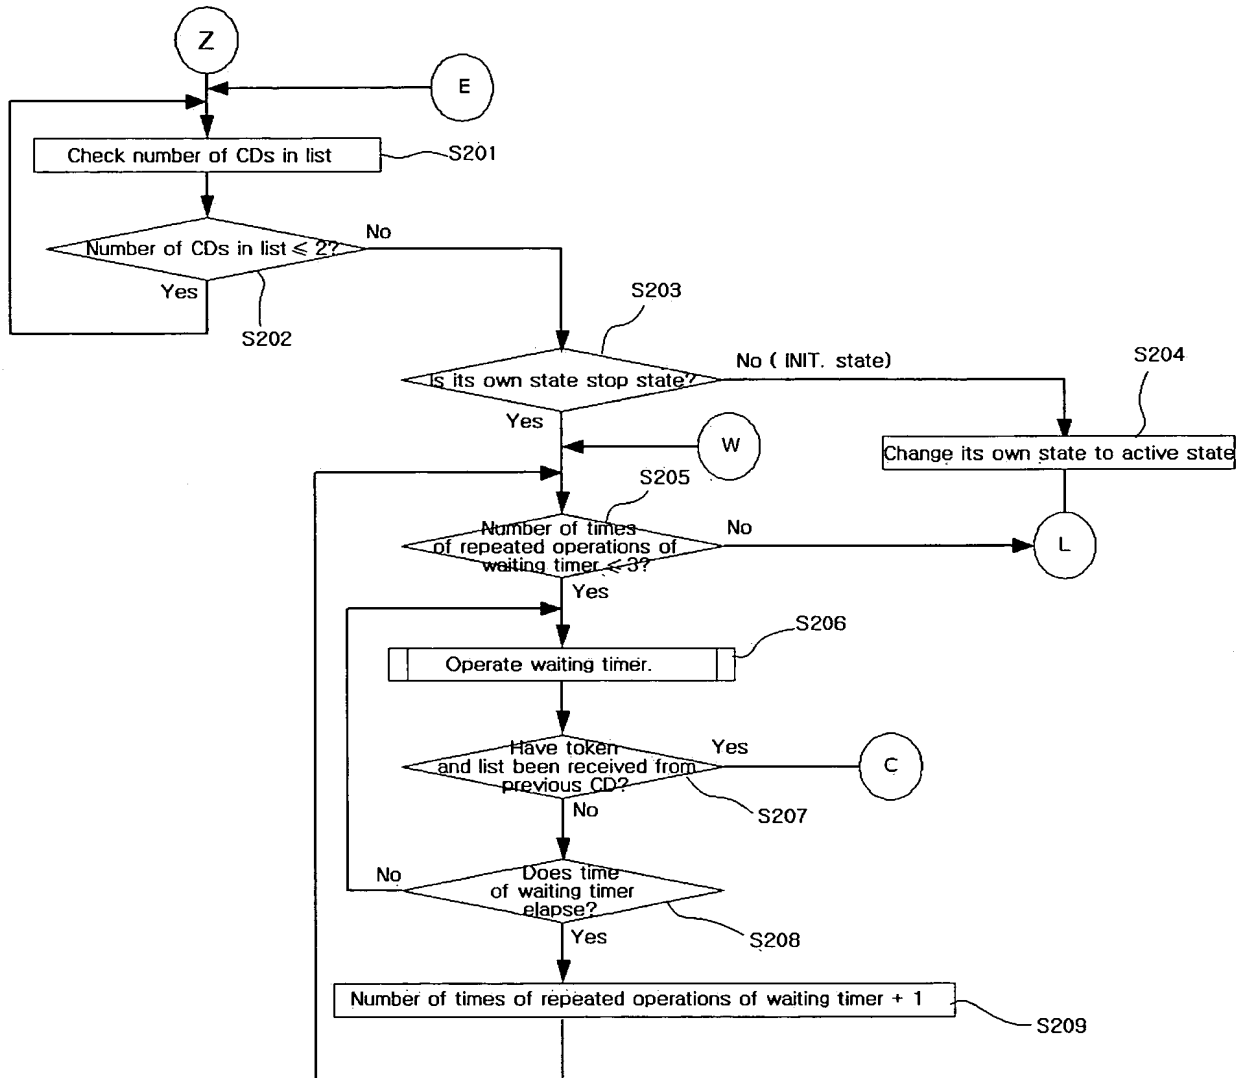 Z
E
Check number of CDs in list
S201
Number of CDs in list ⩽ 2?
No
Yes
S202
S203
Is its own state stop state?
No ( INIT. state)
S204
Yes
Change its own state to active state
W
S205
Number of times
of repeated operations of
waiting timer ⩽ 3?
No
L
Yes
S206
Operate waiting timer.
Have token
and list been received from
previous CD?
Yes
C
S207
No
Does time
of waiting timer
elapse?
No
S208
Yes
Number of times of repeated operations of waiting timer + 1
S209